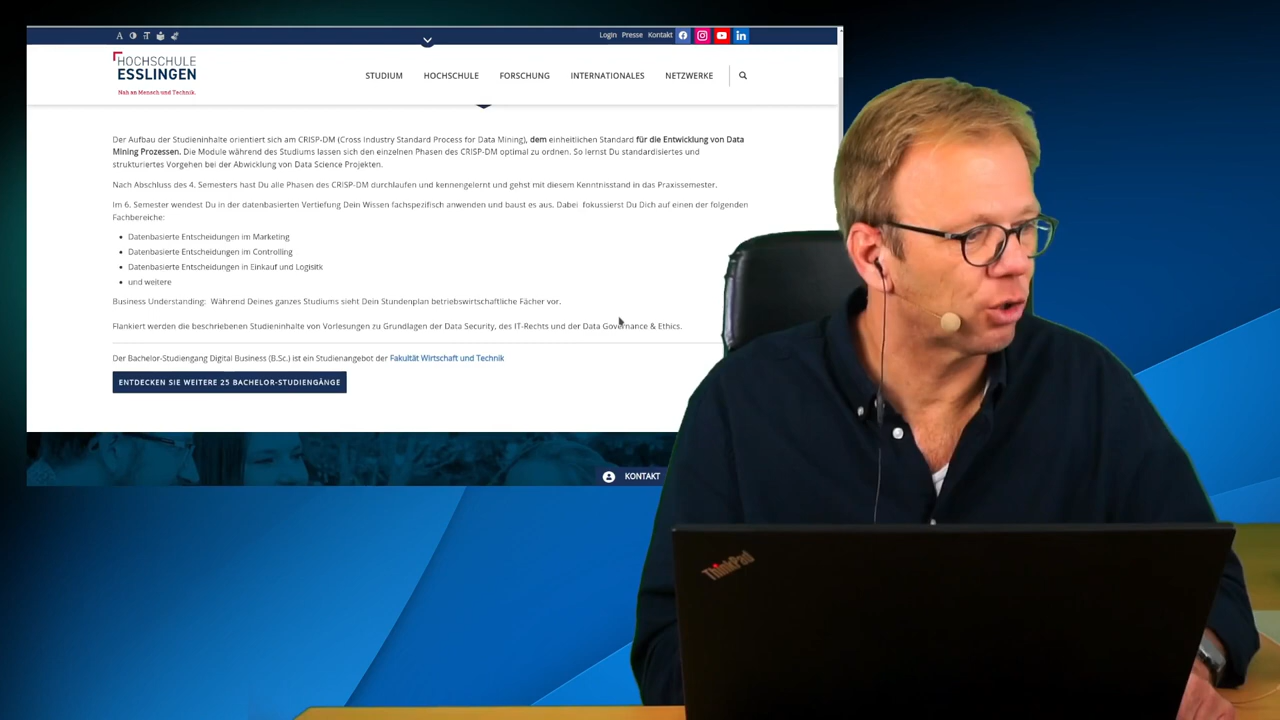 Login Presse Kontakt
HOCHSCHULE
ESSLINGEN
Nah an Mensch und Technik.
STUDIUM HOCHSCHULE FORSCHUNG INTERNATIONALES NETZWERKE
Der Aufbau der Studieninhalte orientiert sich am CRISP-DM (Cross Industry Standard Process for Data Mining), dem einheitlichen Standard für die Entwicklung von Data
Mining Prozessen. Die Module während des Studiums lassen sich den einzelnen Phasen des CRISP-DM optimal zu ordnen. So lernst Du standardisiertes und
strukturiertes Vorgehen bei der Abwicklung von Data Science Projekten.
Nach Abschluss des 4. Semesters hast Du alle Phasen des CRISP-DM durchlaufen und kennengelernt und gehst mit diesem Kenntnisstand in das Praxissemester.
Im 6. Semester wendest Du in der datenbasierten Vertiefung Dein Wissen fachspezifisch anwenden und baust es aus. Dabei fokussierst Du Dich auf einen der folgenden
Fachbereiche:
Datenbasierte Entscheidungen im Marketing
Datenbasierte Entscheidungen im Controlling
Datenbasierte Entscheidungen in Einkauf und Logisitk
und weitere
Business Understanding: Während Deines ganzes Studiums sieht Dein Stundenplan betriebswirtschaftliche Fächer vor.
Flankiert werden die beschriebenen Studieninhalte von Vorlesungen zu Grundlagen der Data Security, des IT-Rechts und der Data Governance & Ethics.
Der Bachelor-Studiengang Digital Business (B.Sc.) ist ein Studienangebot der Fakultät Wirtschaft und Technik
ENTDECKEN SIE WEITERE 25 BACHELOR-STUDIENGÄNGE
KONTAKT
ThinkPad